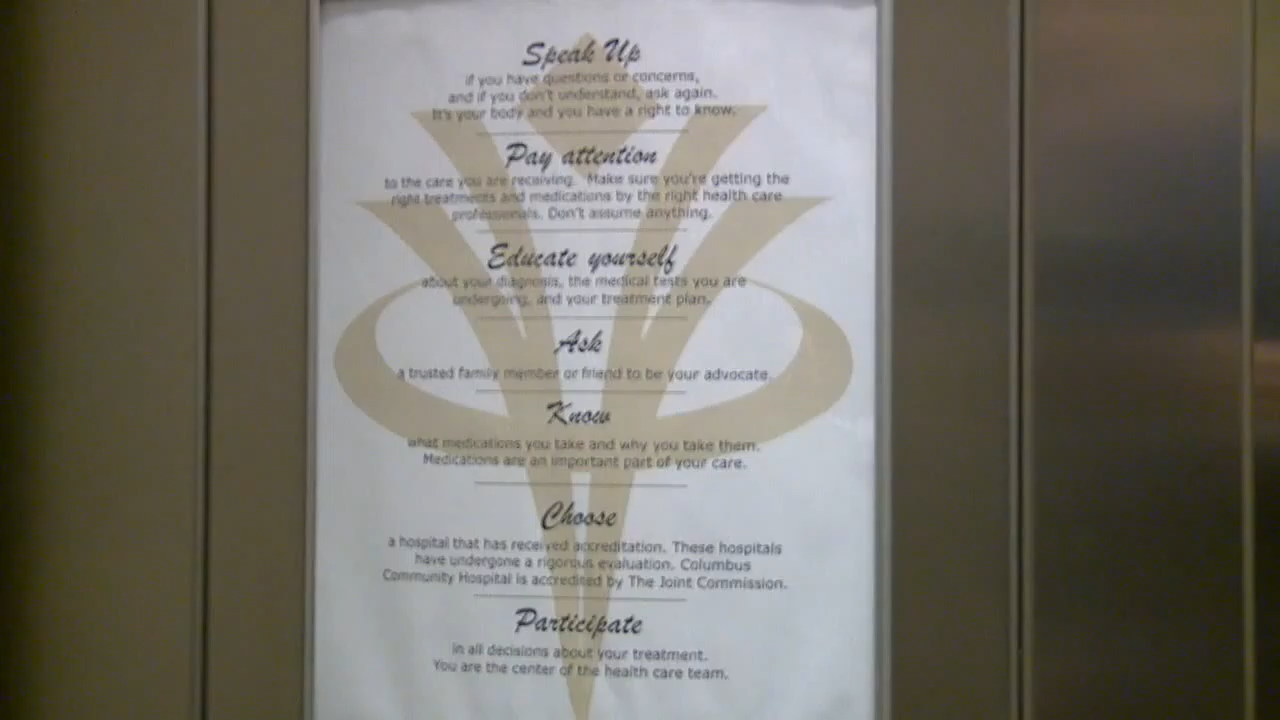 Speak Up
if you have questions or concerns,
and if you don't understand, ask again.
It's your body and you have a right to know.
Pay attention
to the care you are receiving. Make sure you're getting the
right treatments and medications by the right health care
professionals. Don't assume anything.
Educate yourself
about your diagnosis, the medical tests you are
undergoing, and your treatment plan.
Ask
a trusted family member or friend to be your advocate.
Know
what medications you take and why you take them.
Medications are an important part of your care.
Choose
a hospital that has received accreditation. These hospitals
have undergone a rigorous evaluation. Columbus
Community Hospital is accredited by The Joint Commission.
Participate
in all decisions about your treatment.
You are the center of the health care team.